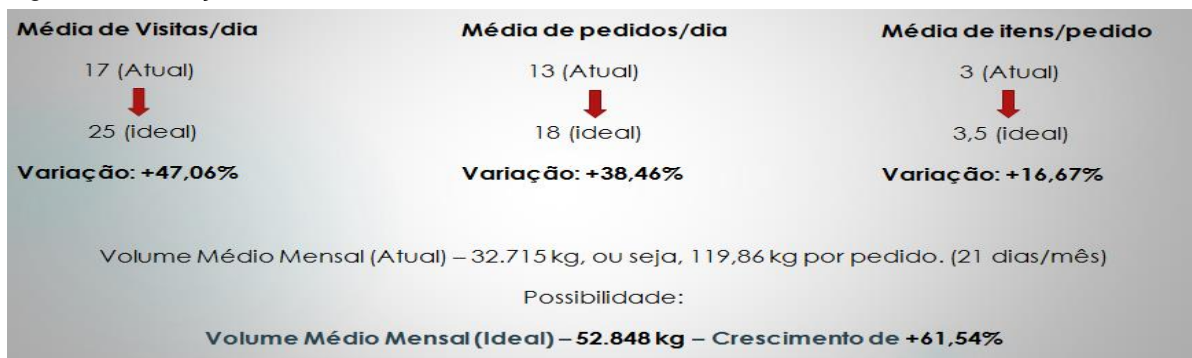 Média de Visitas/dia
17 (Atual)
25 (ideal)
Variação: +47,06%
Média de pedidos/dia
13 (Atual)
18 (ideal)
Variação: +38,46%
Média de itens/pedido
3 (Atual)
3,5 (ideal)
Variação: +16,67%
Volume Médio Mensal (Atual) – 32.715 kg, ou seja, 119,86 kg por pedido. (21 dias/mês)
Possibilidade:
Volume Médio Mensal (Ideal) – 52.848 kg – Crescimento de +61,54%